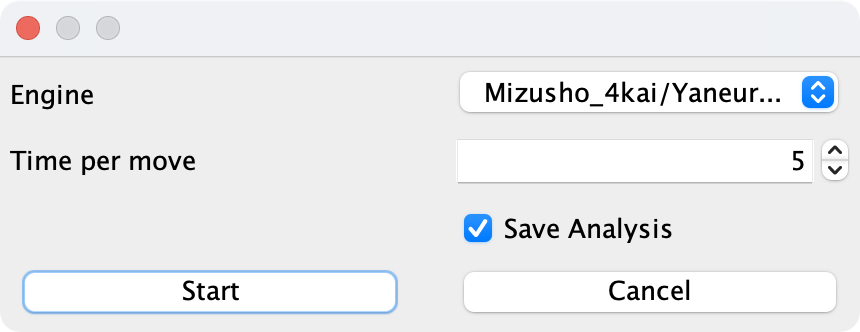 Engine
Mizusho_4kai/Yaneur...
Time per move
5
Save Analysis
Start
Cancel